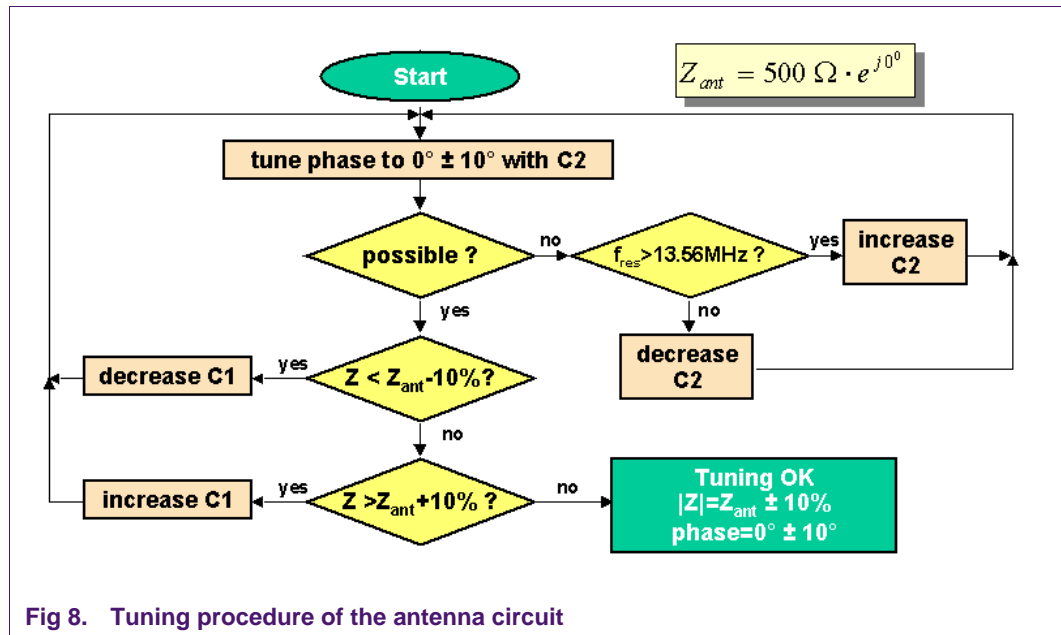 Start
Z_ant = 500 Ω · e^{j0^0}
tune phase to 0° ± 10° with C2
possible ?
no
f_res>13.56MHz ?
yes
increase
C2
yes
no
decrease
C2
decrease C1
yes
Z < Z_ant-10%?
no
increase C1
yes
Z >Z_ant+10% ?
no
Tuning OK
|Z|=Z_ant ± 10%
phase=0° ± 10°
Fig 8. Tuning procedure of the antenna circuit